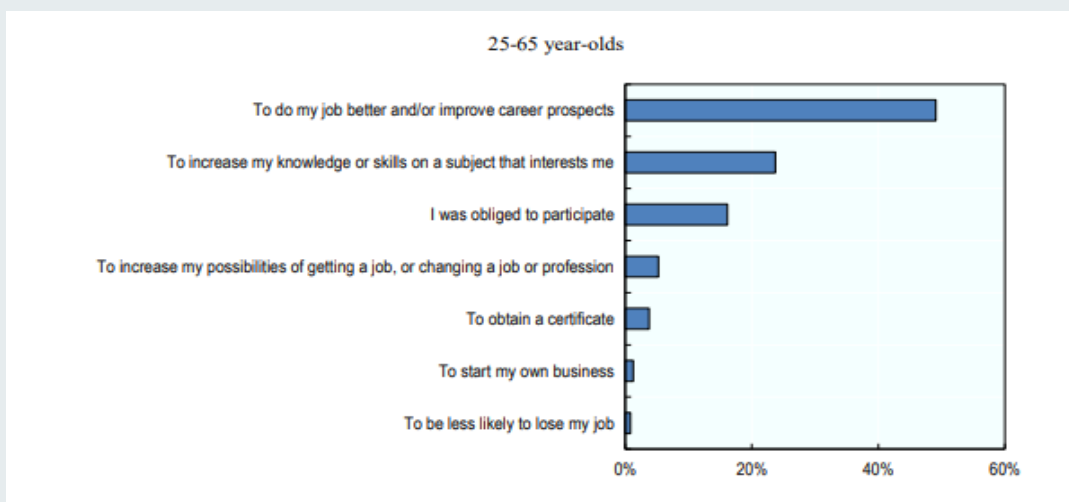 25-65 year-olds
To do my job better and/or improve career prospects
To increase my knowledge or skills on a subject that interests me
I was obliged to participate
To increase my possibilities of getting a job, or changing a job or profession
To obtain a certificate
To start my own business
To be less likely to lose my job
0% 20% 40% 60%